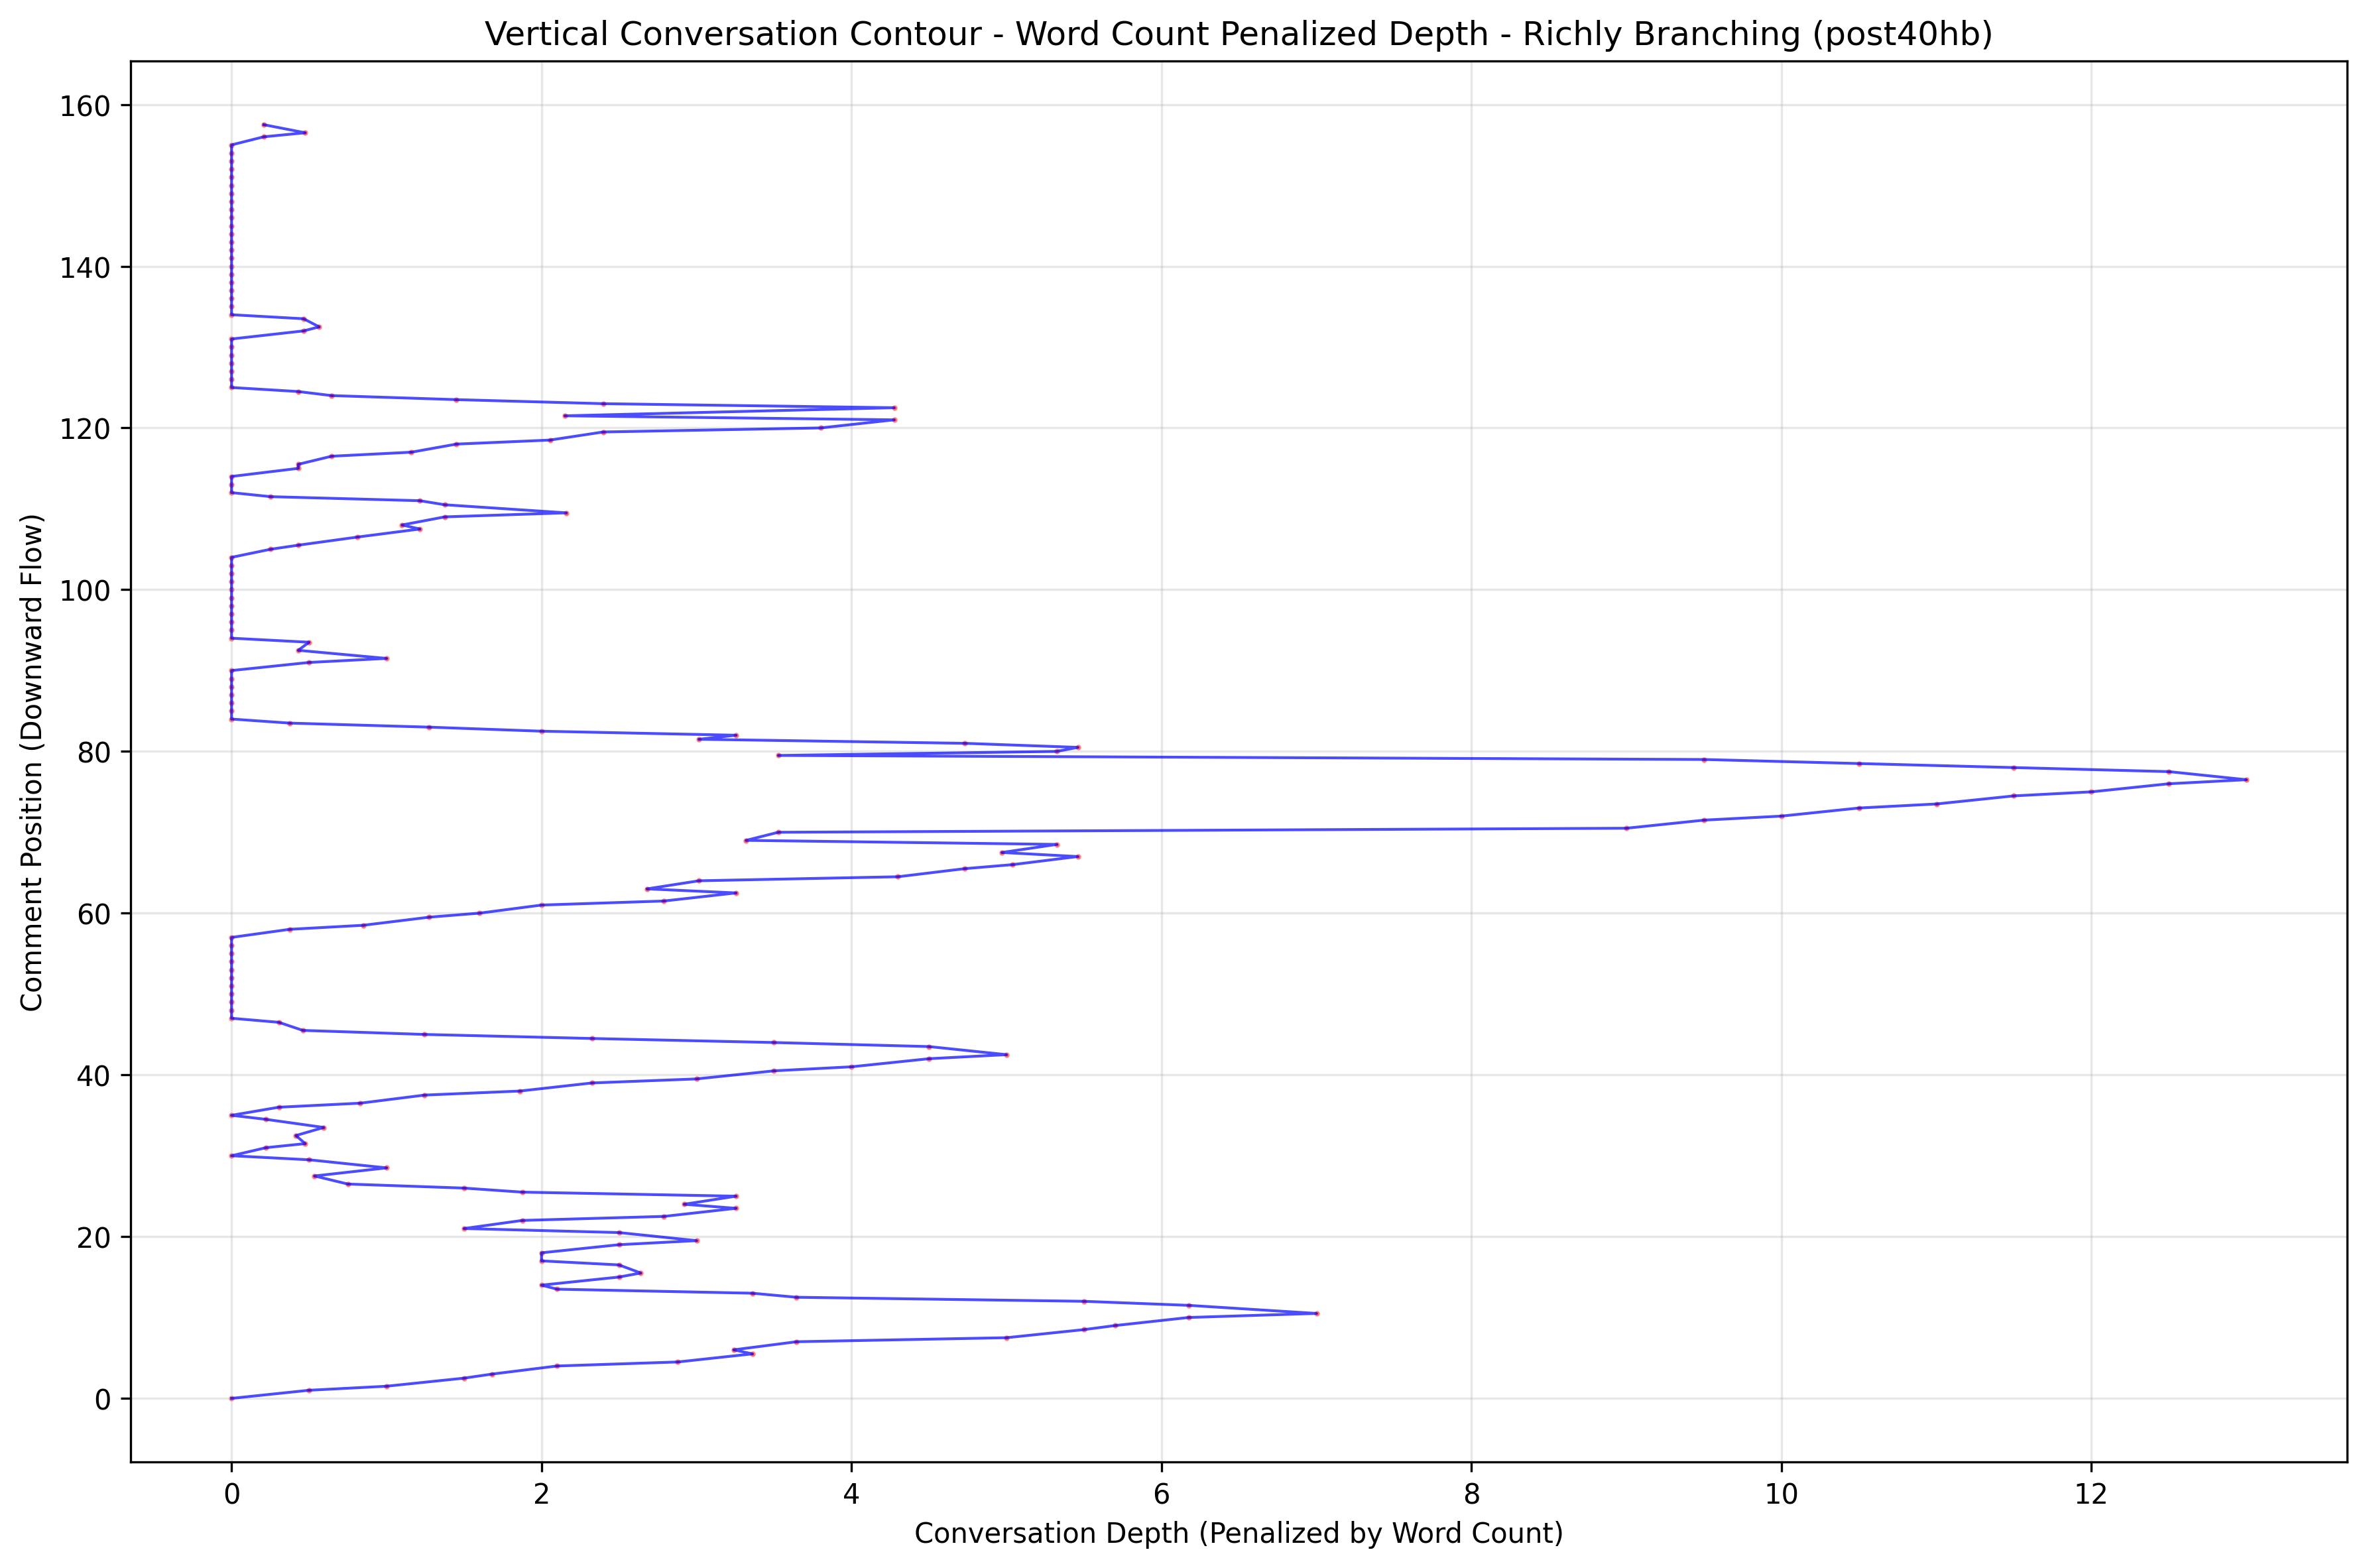 Vertical Conversation Contour - Word Count Penalized Depth - Richly Branching (post40hb)
Comment Position (Downward Flow)
160
140
120
100
80
60
40
20
0
0 2 4 6 8 10 12
Conversation Depth (Penalized by Word Count)